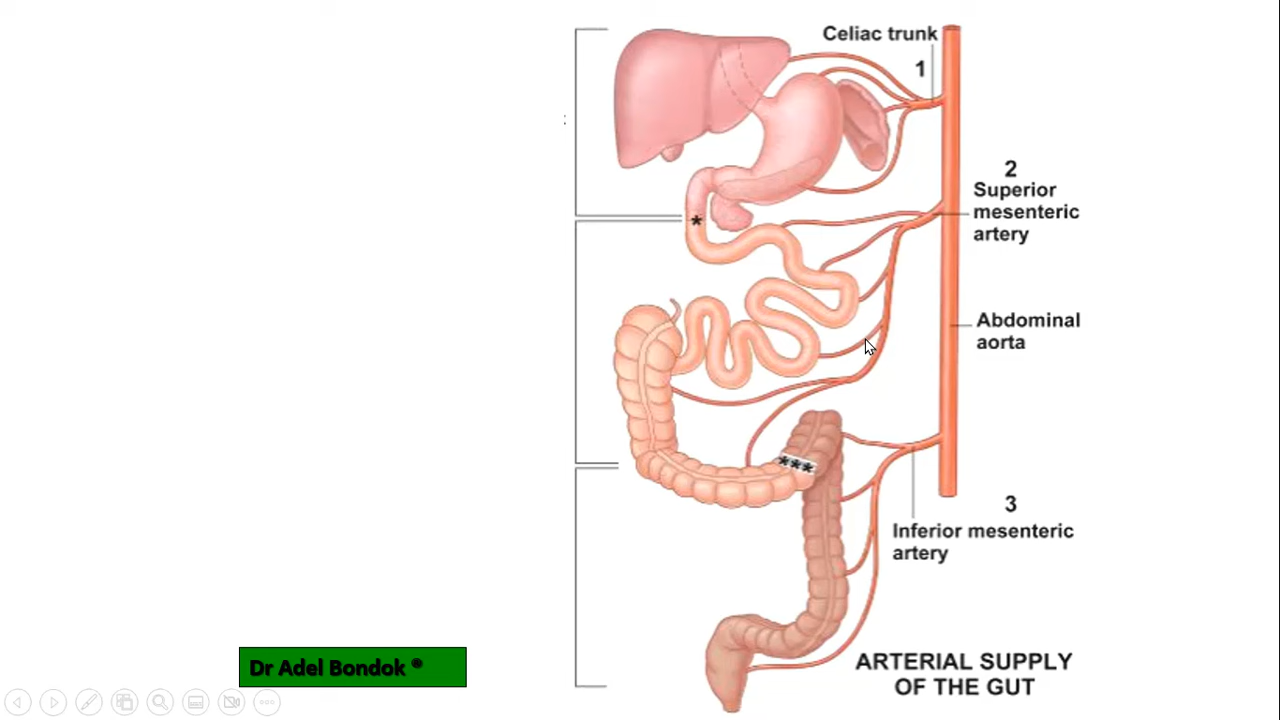 Celiac trunk
1
2
Superior
mesenteric
artery
*
Abdominal
aorta
***
3
Inferior mesenteric
artery
ARTERIAL SUPPLY
OF THE GUT
Dr Adel Bondok ®